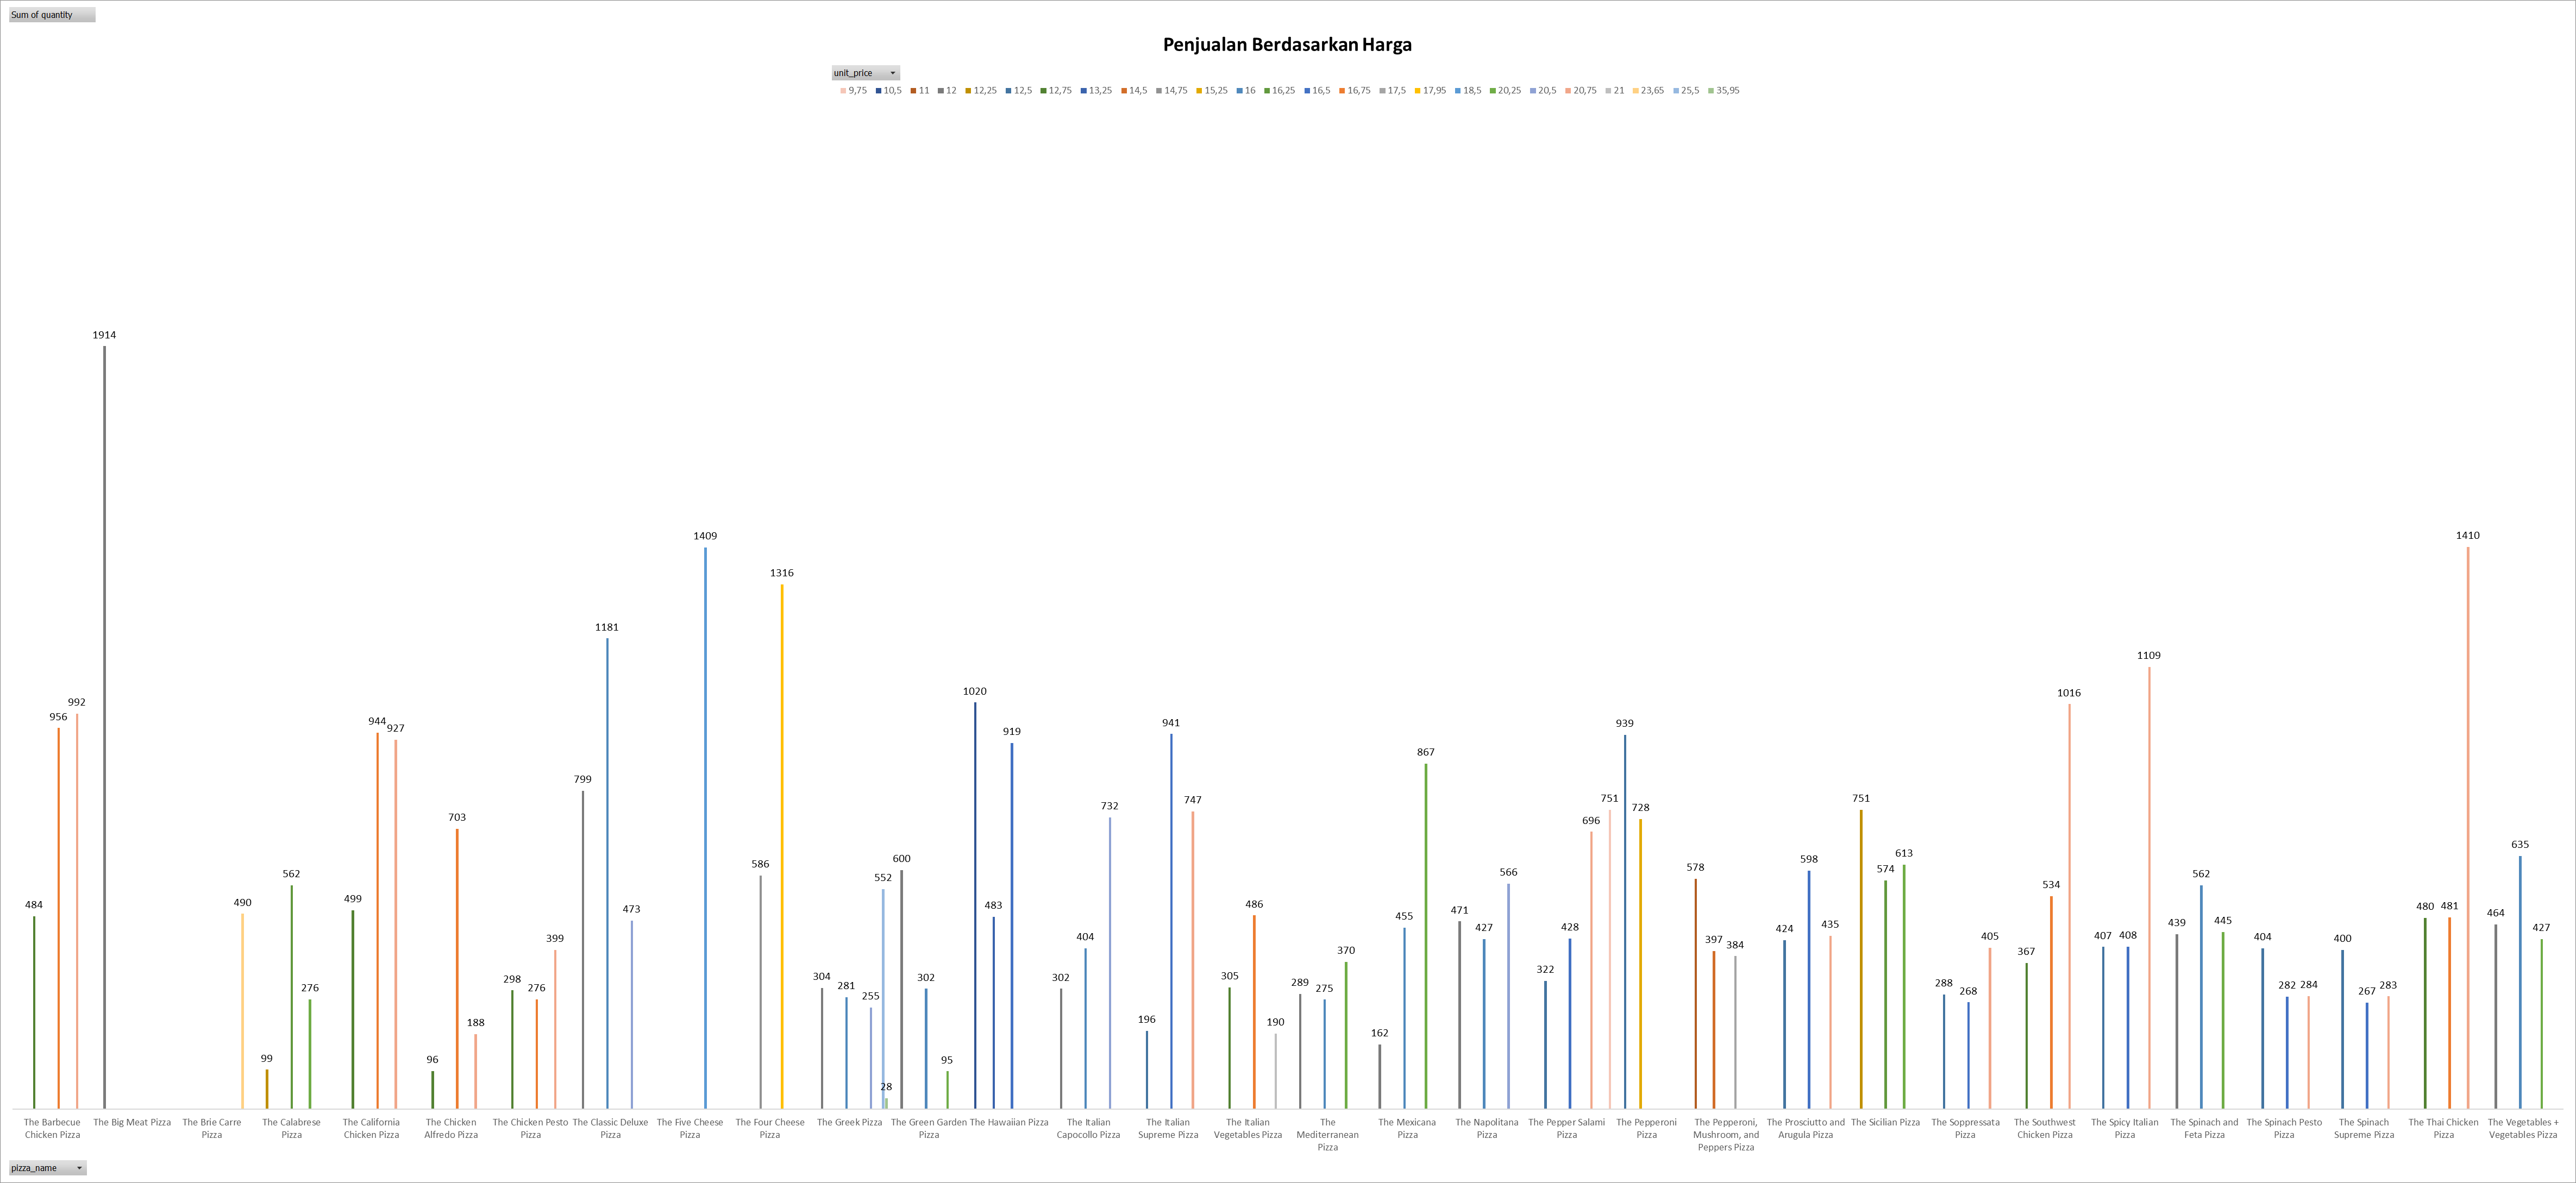 Sum of quantity
Penjualan Berdasarkan Harga
unit_price
9,75 10,5 11 12 12,25 12,5 12,75 13,25 14,5 14,75 15,25 16 16,25 16,5 16,75 17,5 17,95 18,5 20,25 20,5 20,75 21 23,65 25,5 35,95
484 956 992
1914
490
99 562 276
499 944 927
96 703 188
298 276 399
799 1181 473
1409
586 1316
304 281 255 552 28
600 302 95
1020 483 919
302 404 732
196 941 747
305 486 190
289 275 370
162 455 867
471 427 566
322 428 696
751 939 728
578 397 384
424 598 435
751 574 613
288 268 405
367 534 1016
407 408 1109
439 562 445
404 282 284
400 267 283
480 481 1410
464 635 427
The Barbecue
Chicken Pizza
The Big Meat Pizza
The Brie Carre
Pizza
The Calabrese
Pizza
The California
Chicken Pizza
The Chicken
Alfredo Pizza
The Chicken Pesto
Pizza
The Classic Deluxe
Pizza
The Five Cheese
Pizza
The Four Cheese
Pizza
The Greek Pizza
The Green Garden
Pizza
The Hawaiian Pizza
The Italian
Capocollo Pizza
The Italian
Supreme Pizza
The Italian
Vegetables Pizza
The
Mediterranean
Pizza
The Mexicana
Pizza
The Napolitana
Pizza
The Pepper Salami
Pizza
The Pepperoni
Pizza
The Pepperoni,
Mushroom, and
Peppers Pizza
The Prosciutto and
Arugula Pizza
The Sicilian Pizza
The Soppressata
Pizza
The Southwest
Chicken Pizza
The Spicy Italian
Pizza
The Spinach and
Feta Pizza
The Spinach Pesto
Pizza
The Spinach
Supreme Pizza
The Thai Chicken
Pizza
The Vegetables +
Vegetables Pizza
pizza_name